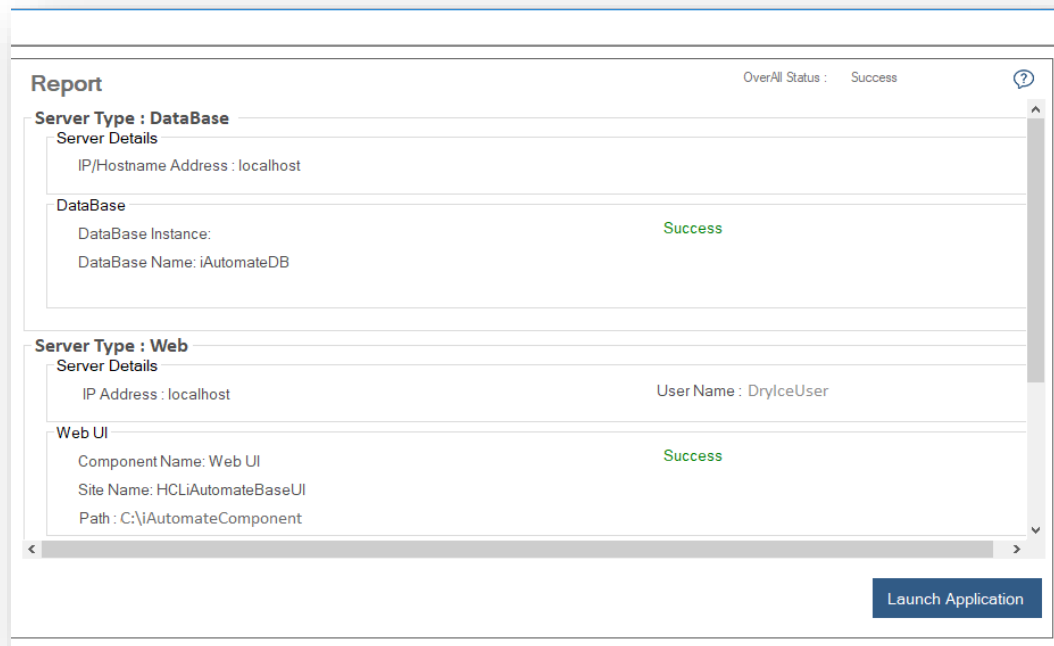 Report
OverAll Status : Success
Server Type : DataBase
Server Details
IP/Hostname Address : localhost
DataBase
DataBase Instance:
Success
DataBase Name: iAutomateDB
Server Type : Web
Server Details
IP Address : localhost
User Name : DryIceUser
Web UI
Component Name: Web UI
Success
Site Name: HCLiAutomateBaseUI
Path : C:\iAutomateComponent
Launch Application